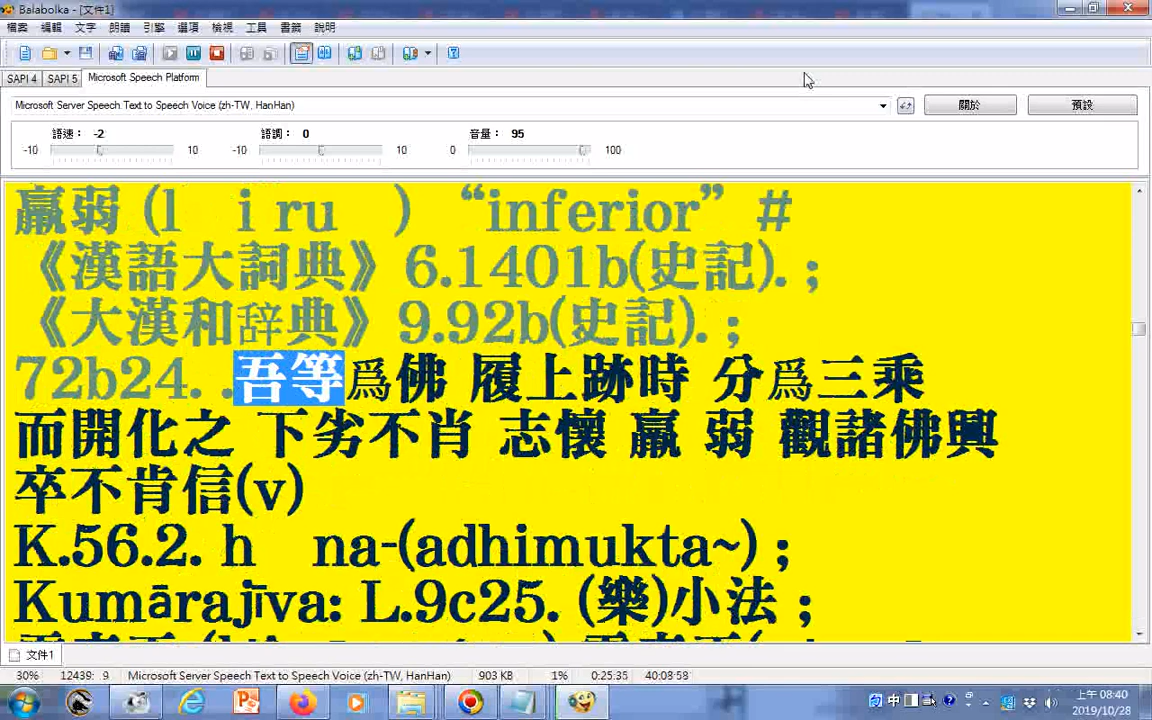 Balabolka - [文件1]
檔案 編輯 文字 朗讀 引擎 選項 檢視 工具 書籤 說明
SAPI 4 SAPI 5 Microsoft Speech Platform
Microsoft Server Speech Text to Speech Voice (zh-TW, HanHan) 關於 預設
語速： -2 語調： 0 音量： 95
-10 10 -10 10 0 100
羸弱 (l i ru ) “inferior” #
《漢語大詞典》 6.1401b(史記). ;
《大漢和辞典》 9.92b(史記). ;
72b24. .吾等爲佛 履上跡時 分爲三乘
而開化之 下劣不肖 志懷 羸 弱 觀諸佛興
卒不肯信(v)
K.56.2. h na-(adhimukta~) ;
Kumārajīva: L.9c25. (樂)小法 ;
文件1
30% 12439: 9 Microsoft Server Speech Text to Speech Voice (zh-TW, HanHan) 903 KB 1% 0:25:35 40:08:58
中 上午 08:40
2019/10/28